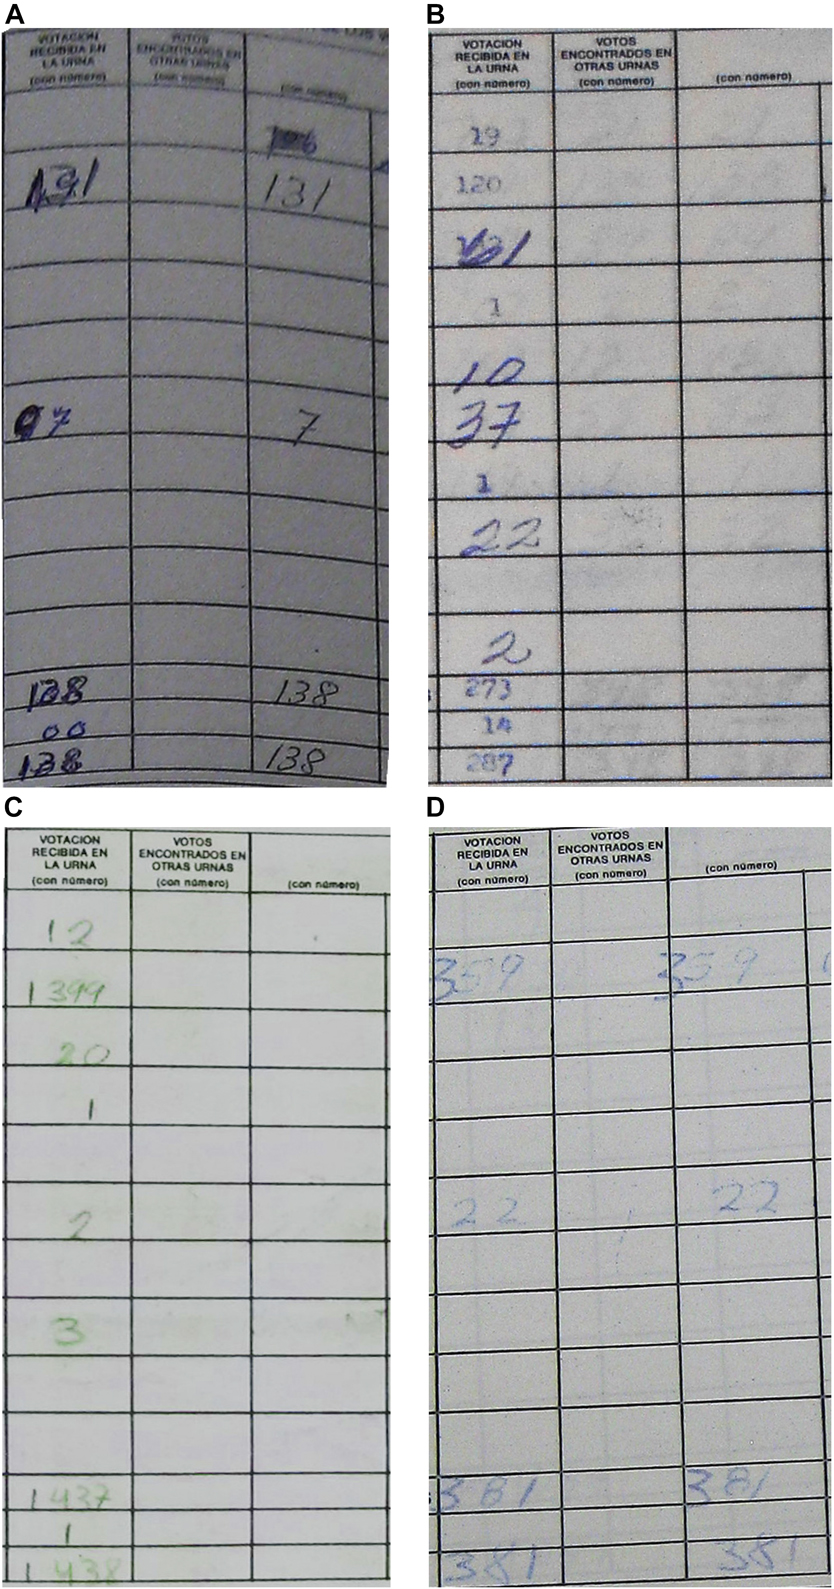 A
VOTACION RECIBIDA EN LA URNA (con número)
VOTOS ENCONTRADOS EN OTRAS URNAS (con número)
(con número)
131
7
138 138
00
138 138
B
VOTACION RECIBIDA EN LA URNA (con número)
VOTOS ENCONTRADOS EN OTRAS URNAS (con número)
(con número)
19
120
1
10
37
1
22
2
273
14
287
C
VOTACION RECIBIDA EN LA URNA (con número)
VOTOS ENCONTRADOS EN OTRAS URNAS (con número)
(con número)
12
1399
20
1
2
3
1437
1
1438
D
VOTACION RECIBIDA EN LA URNA (con número)
VOTOS ENCONTRADOS EN OTRAS URNAS (con número)
(con número)
359 359
22 22
381 381
381 381